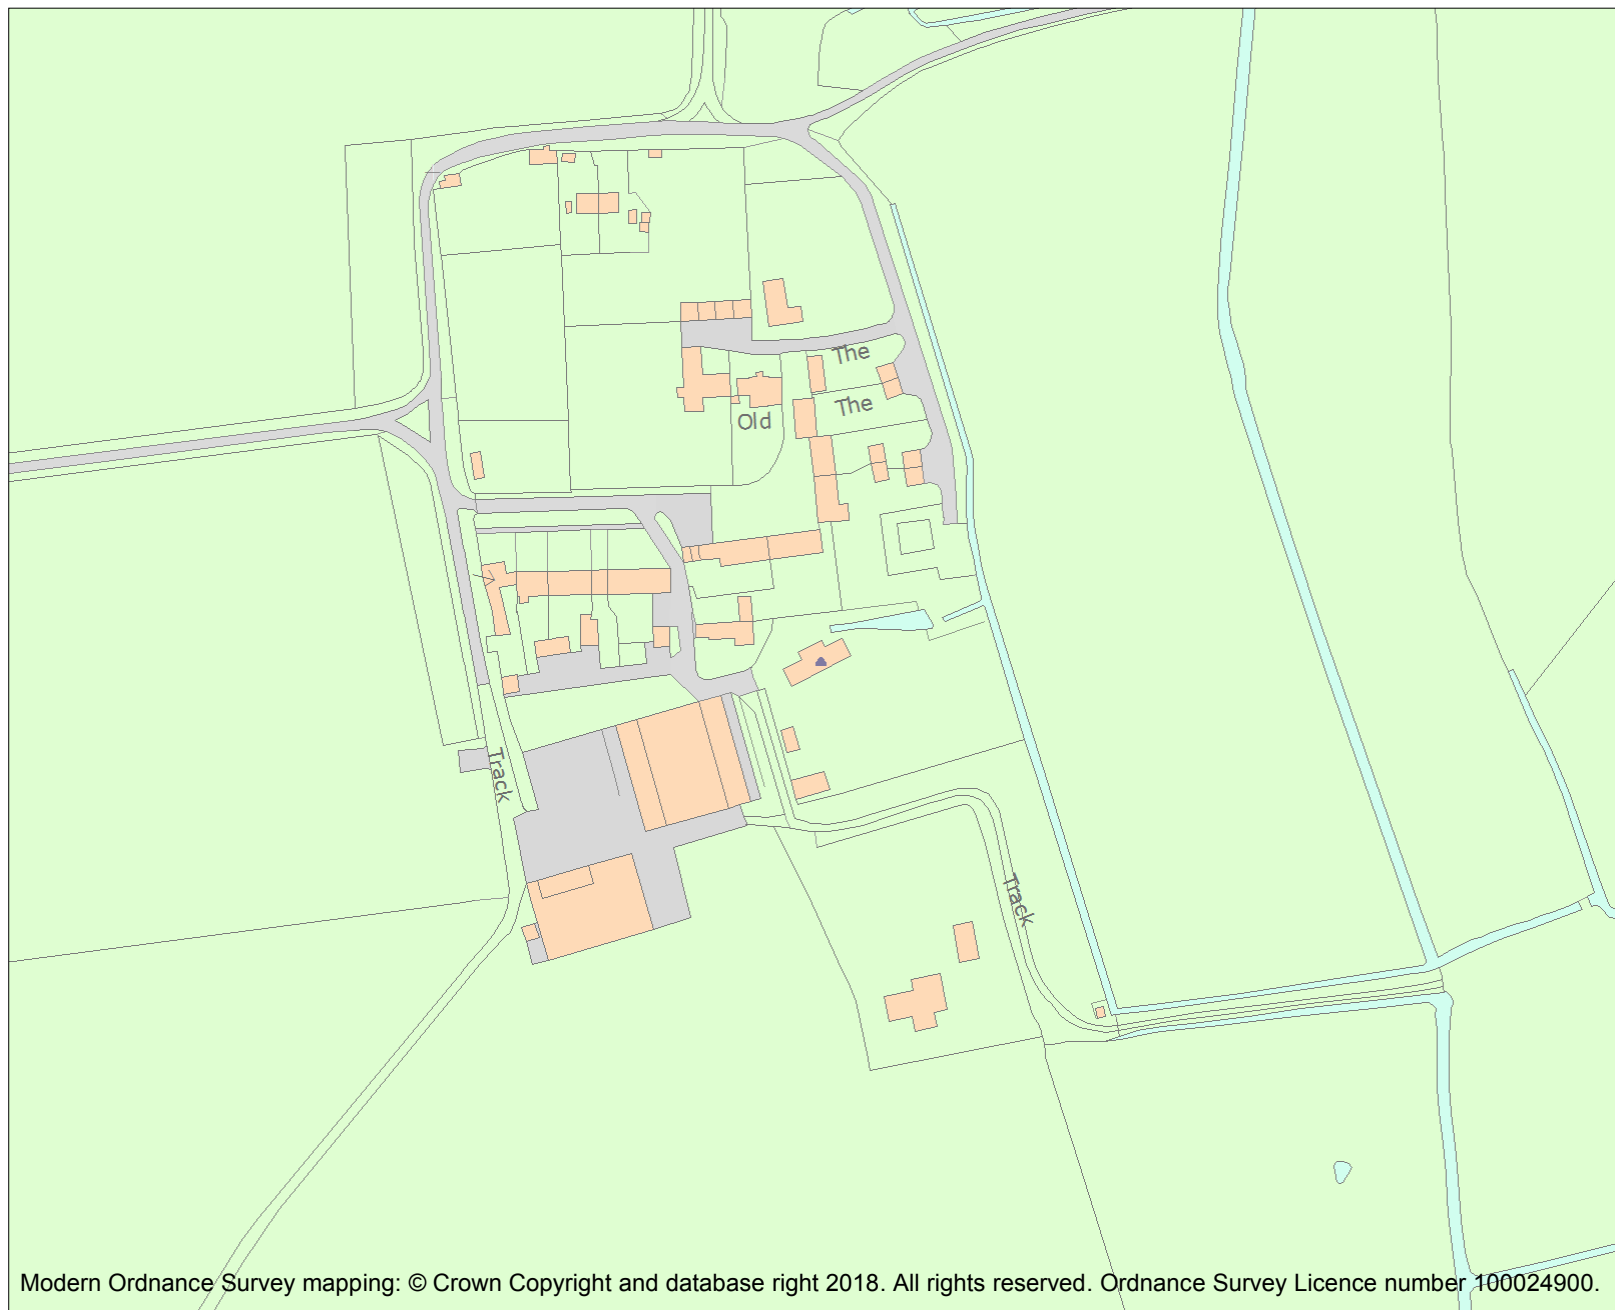 The
The
Old
Track
Track
Modern Ordnance Survey mapping: © Crown Copyright and database right 2018. All rights reserved. Ordnance Survey Licence number 100024900.